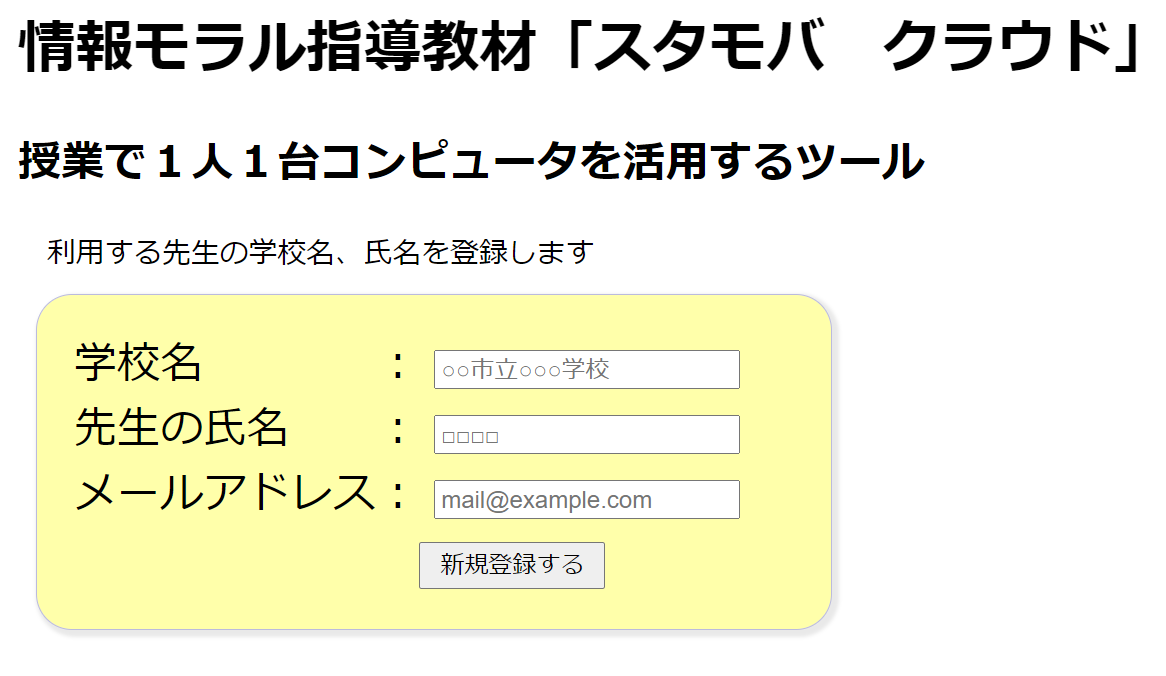 情報モラル指導教材「スタモバ　クラウド」
授業で１人１台コンピュータを活用するツール
利用する先生の学校名、氏名を登録します
学校名　　　　： ○○市立○○○学校
先生の氏名　　： □□□□
メールアドレス： mail@example.com
新規登録する